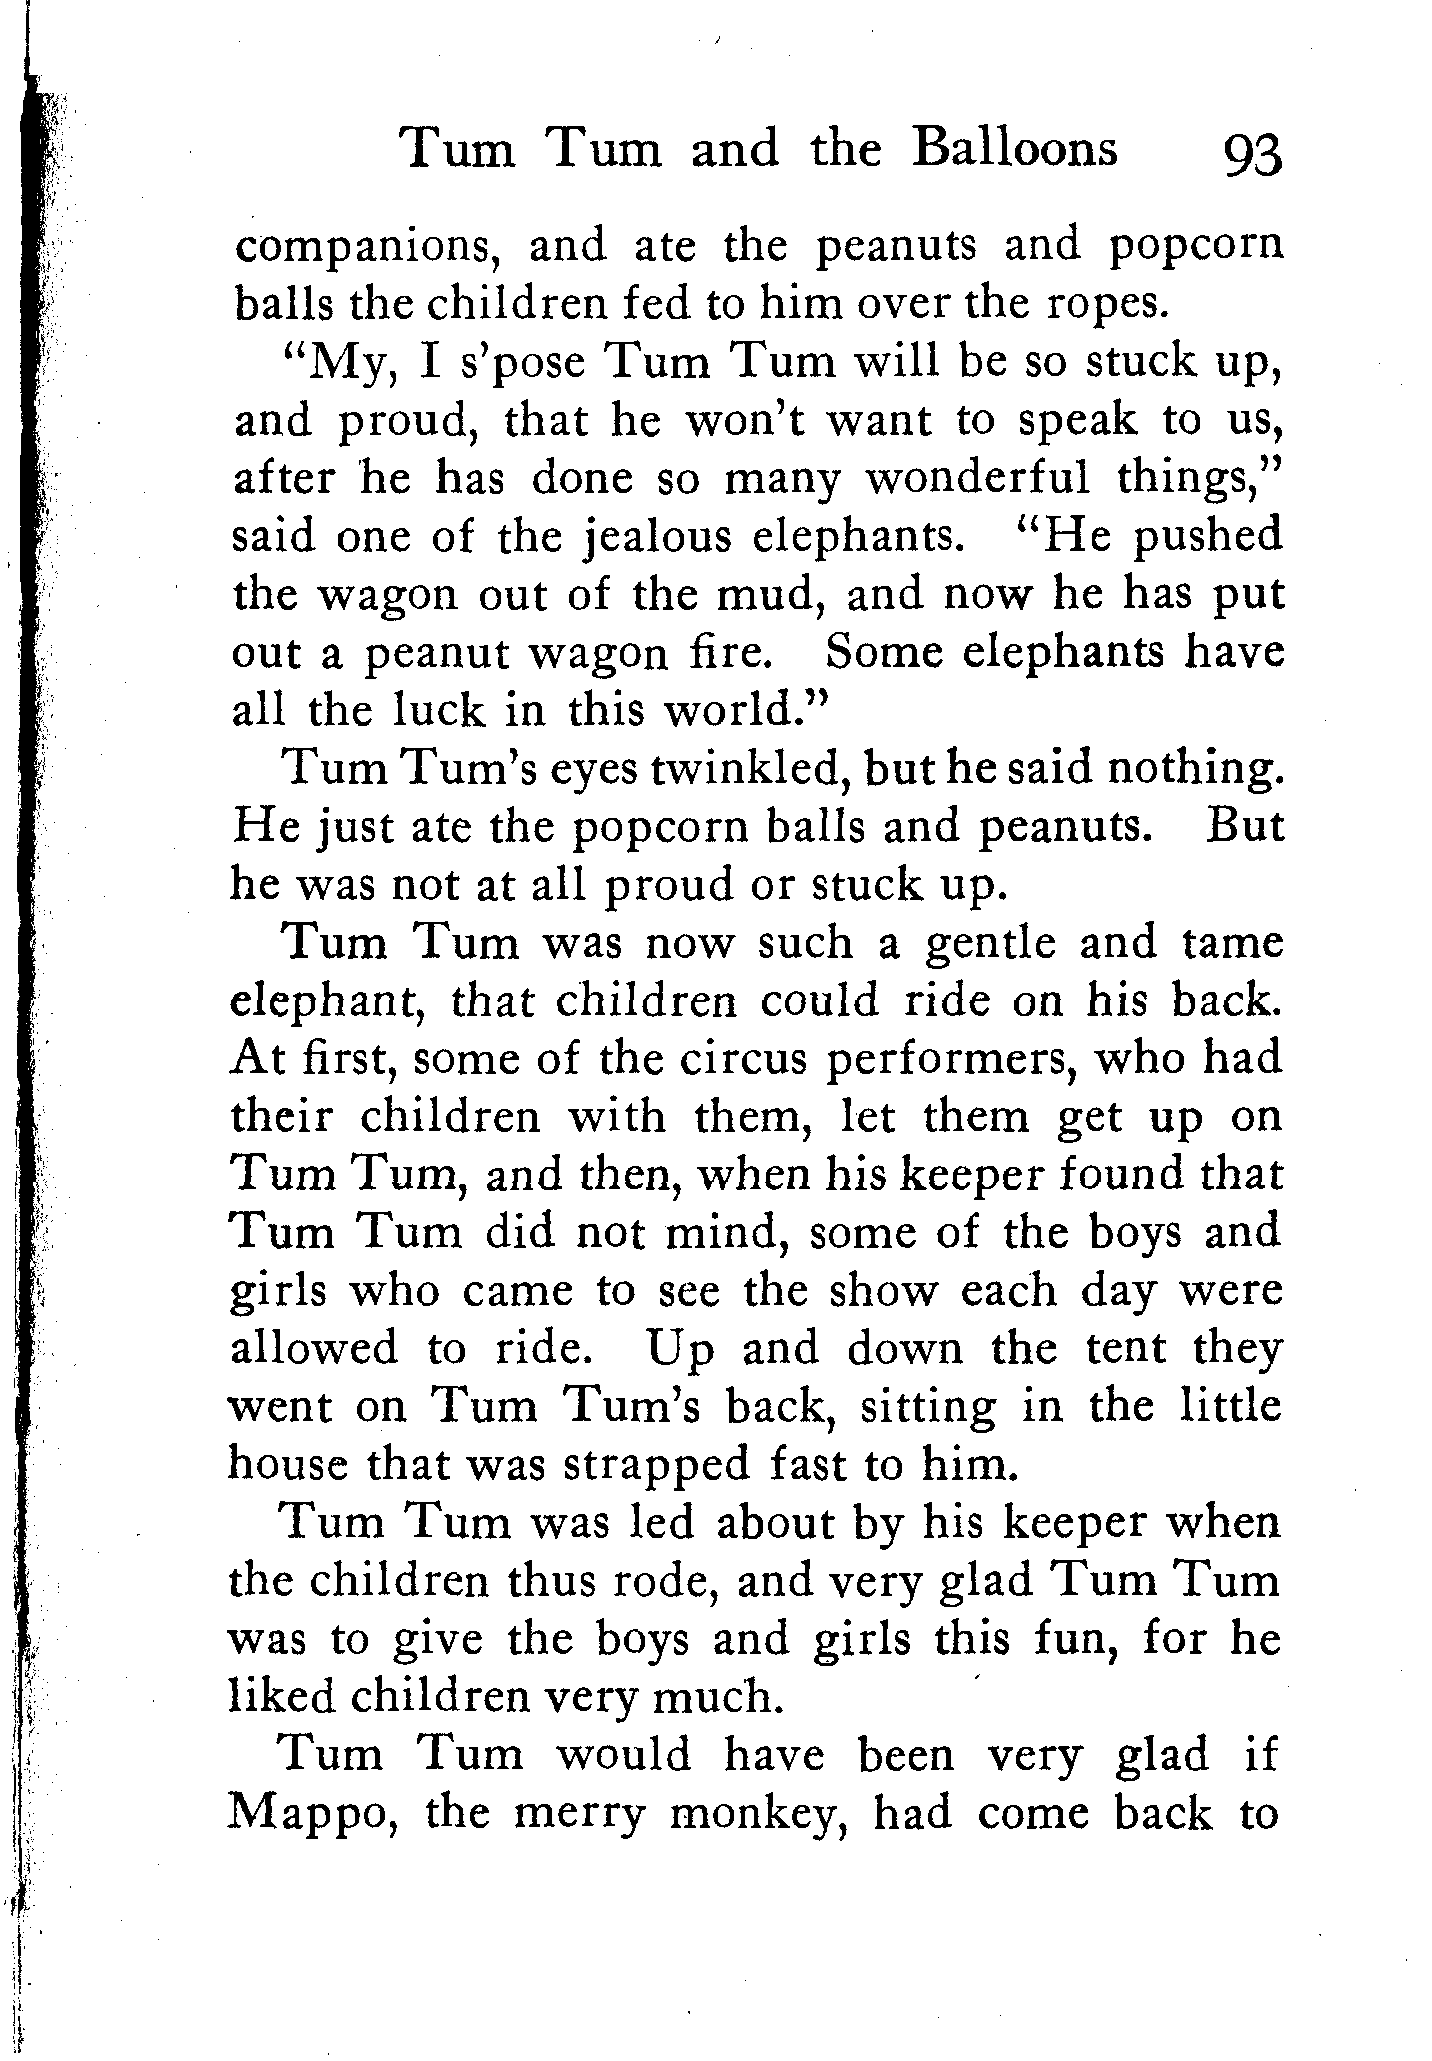 Tum Tum and the Balloons 93
companions, and ate the peanuts and popcorn
balls the children fed to him over the ropes.
“My, I s’pose Tum Tum will be so stuck up,
and proud, that he won’t want to speak to us,
after he has done so many wonderful things,”
said one of the jealous elephants. “He pushed
the wagon out of the mud, and now he has put
out a peanut wagon fire. Some elephants have
all the luck in this world.”
Tum Tum’s eyes twinkled, but he said nothing.
He just ate the popcorn balls and peanuts. But
he was not at all proud or stuck up.
Tum Tum was now such a gentle and tame
elephant, that children could ride on his back.
At first, some of the circus performers, who had
their children with them, let them get up on
Tum Tum, and then, when his keeper found that
Tum Tum did not mind, some of the boys and
girls who came to see the show each day were
allowed to ride. Up and down the tent they
went on Tum Tum’s back, sitting in the little
house that was strapped fast to him.
Tum Tum was led about by his keeper when
the children thus rode, and very glad Tum Tum
was to give the boys and girls this fun, for he
liked children very much.
Tum Tum would have been very glad if
Mappo, the merry monkey, had come back to